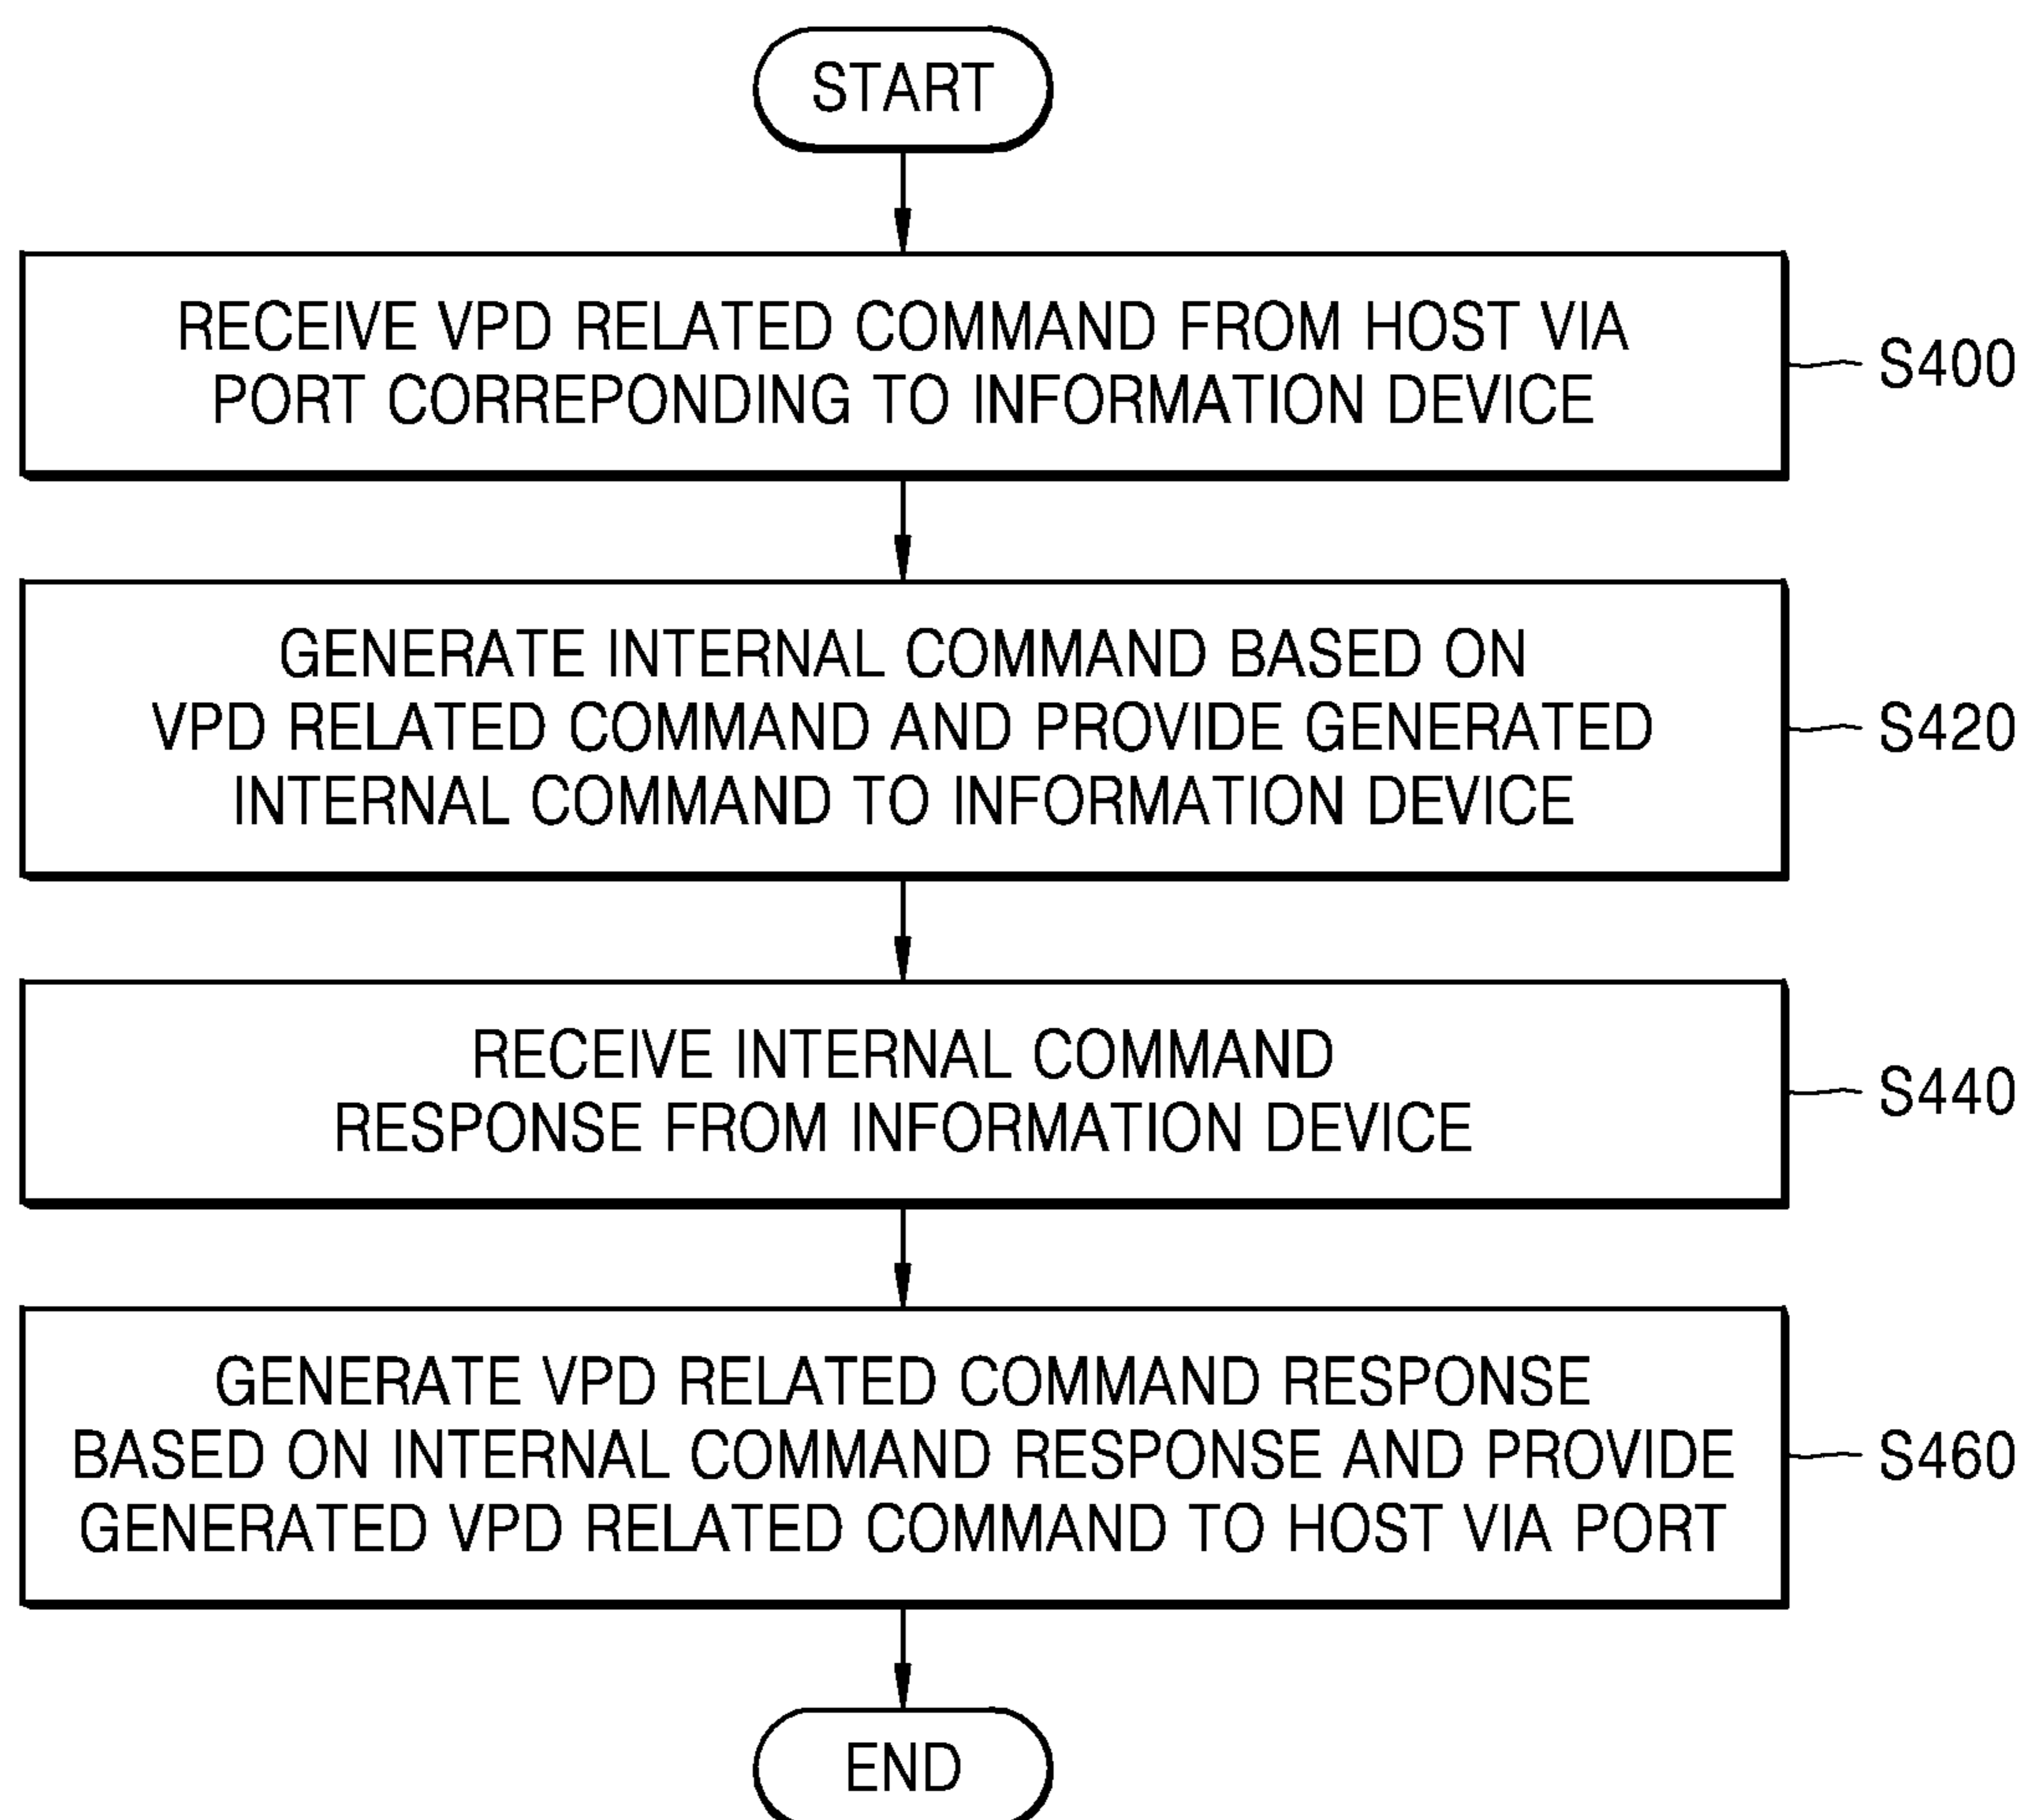 START
RECEIVE VPD RELATED COMMAND FROM HOST VIA
PORT CORREPONDING TO INFORMATION DEVICE
S400
GENERATE INTERNAL COMMAND BASED ON
VPD RELATED COMMAND AND PROVIDE GENERATED
INTERNAL COMMAND TO INFORMATION DEVICE
S420
RECEIVE INTERNAL COMMAND
RESPONSE FROM INFORMATION DEVICE
S440
GENERATE VPD RELATED COMMAND RESPONSE
BASED ON INTERNAL COMMAND RESPONSE AND PROVIDE
GENERATED VPD RELATED COMMAND TO HOST VIA PORT
S460
END